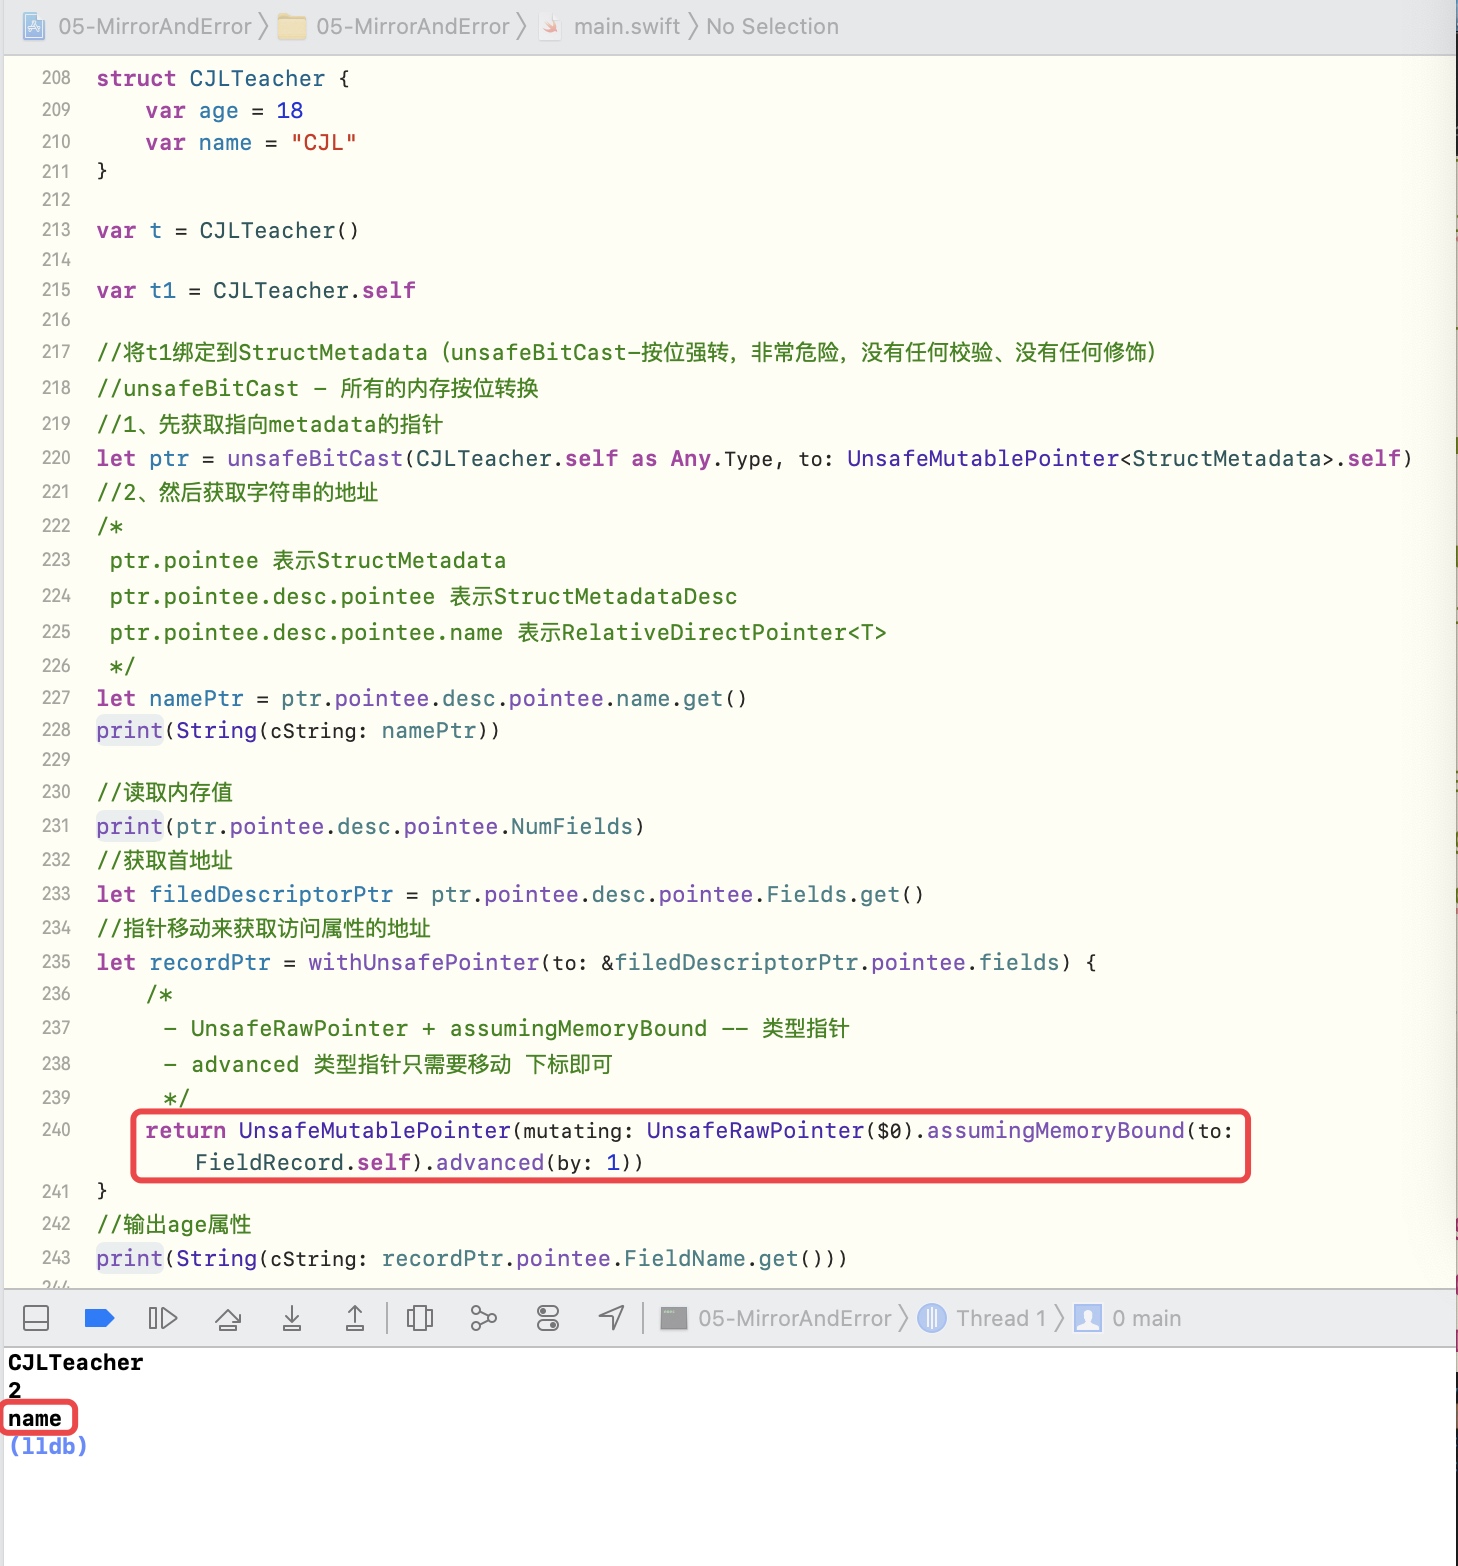 05-MirrorAndError 〉 05-MirrorAndError 〉 main.swift 〉 No Selection
208 struct CJLTeacher {
209     var age = 18
210     var name = "CJL"
211 }
212
213 var t = CJLTeacher()
214
215 var t1 = CJLTeacher.self
216
217 //将t1绑定到StructMetadata（unsafeBitCast-按位强转，非常危险，没有任何校验、没有任何修饰）
218 //unsafeBitCast - 所有的内存按位转换
219 //1、先获取指向metadata的指针
220 let ptr = unsafeBitCast(CJLTeacher.self as Any.Type, to: UnsafeMutablePointer<StructMetadata>.self)
221 //2、然后获取字符串的地址
222 /*
223  ptr.pointee 表示StructMetadata
224  ptr.pointee.desc.pointee 表示StructMetadataDesc
225  ptr.pointee.desc.pointee.name 表示RelativeDirectPointer<T>
226  */
227 let namePtr = ptr.pointee.desc.pointee.name.get()
228 print(String(cString: namePtr))
229
230 //读取内存值
231 print(ptr.pointee.desc.pointee.NumFields)
232 //获取首地址
233 let filedDescriptorPtr = ptr.pointee.desc.pointee.Fields.get()
234 //指针移动来获取访问属性的地址
235 let recordPtr = withUnsafePointer(to: &filedDescriptorPtr.pointee.fields) {
236     /*
237      - UnsafeRawPointer + assumingMemoryBound -- 类型指针
238      - advanced 类型指针只需要移动 下标即可
239      */
240     return UnsafeMutablePointer(mutating: UnsafeRawPointer($0).assumingMemoryBound(to:
FieldRecord.self).advanced(by: 1))
241 }
242 //输出age属性
243 print(String(cString: recordPtr.pointee.FieldName.get()))
244
05-MirrorAndError 〉 Thread 1 〉 0 main
CJLTeacher
2
name
(lldb)